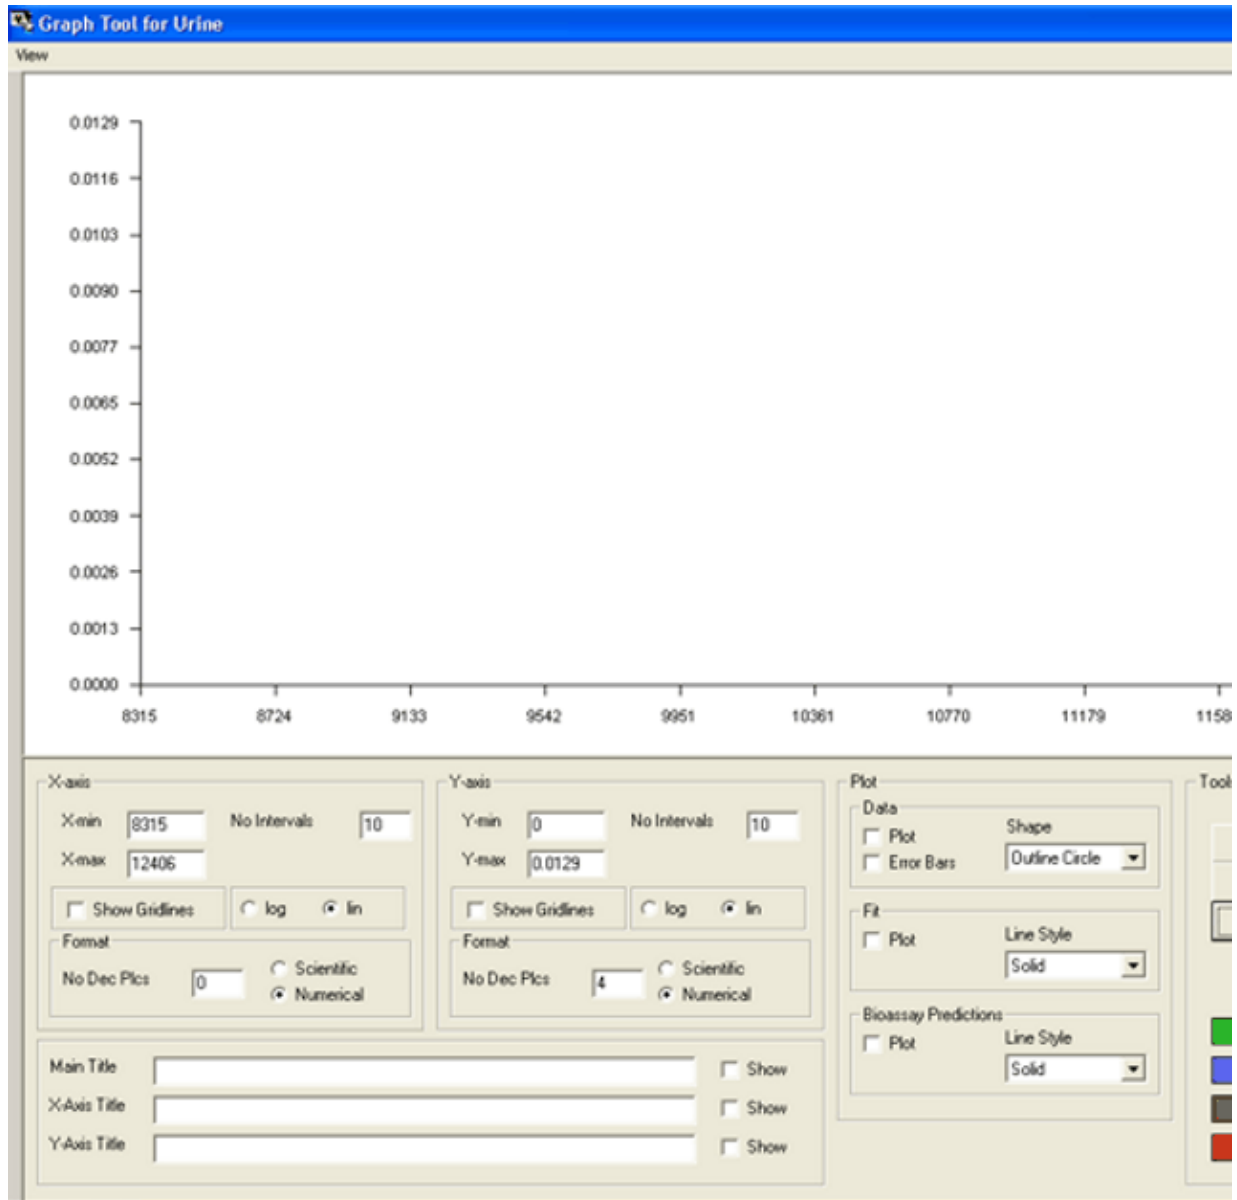 Graph Tool for Urine
View
0.0129
0.0116
0.0103
0.0090
0.0077
0.0065
0.0052
0.0039
0.0026
0.0013
0.0000
8315 8724 9133 9542 9951 10361 10770 11179 1158
X-axis Y-axis Plot Tool
X-min 8315 No Intervals 10 Y-min 0 No Intervals 10 Data
Plot Shape
X-max 12406 Y-max 0.0129 Error Bars Outline Circle
Show Gridlines log lin Show Gridlines log lin Fit
Format Format Plot Line Style
No Dec Plcs 0 Scientific No Dec Plcs 4 Scientific Solid
Numerical Numerical
Bioassay Predictions
Plot Line Style
Main Title Show Solid
X-Axis Title Show
Y-Axis Title Show